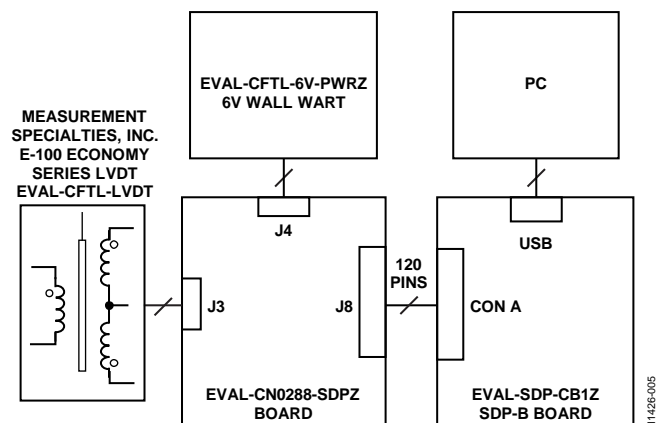 EVAL-CFTL-6V-PWRZ
6V WALL WART
PC
MEASUREMENT
SPECIALTIES, INC.
E-100 ECONOMY
SERIES LVDT
EVAL-CFTL-LVDT
J4
USB
J3
J8
120
PINS
CON A
EVAL-CN0288-SDPZ
BOARD
EVAL-SDP-CB1Z
SDP-B BOARD
11426-005